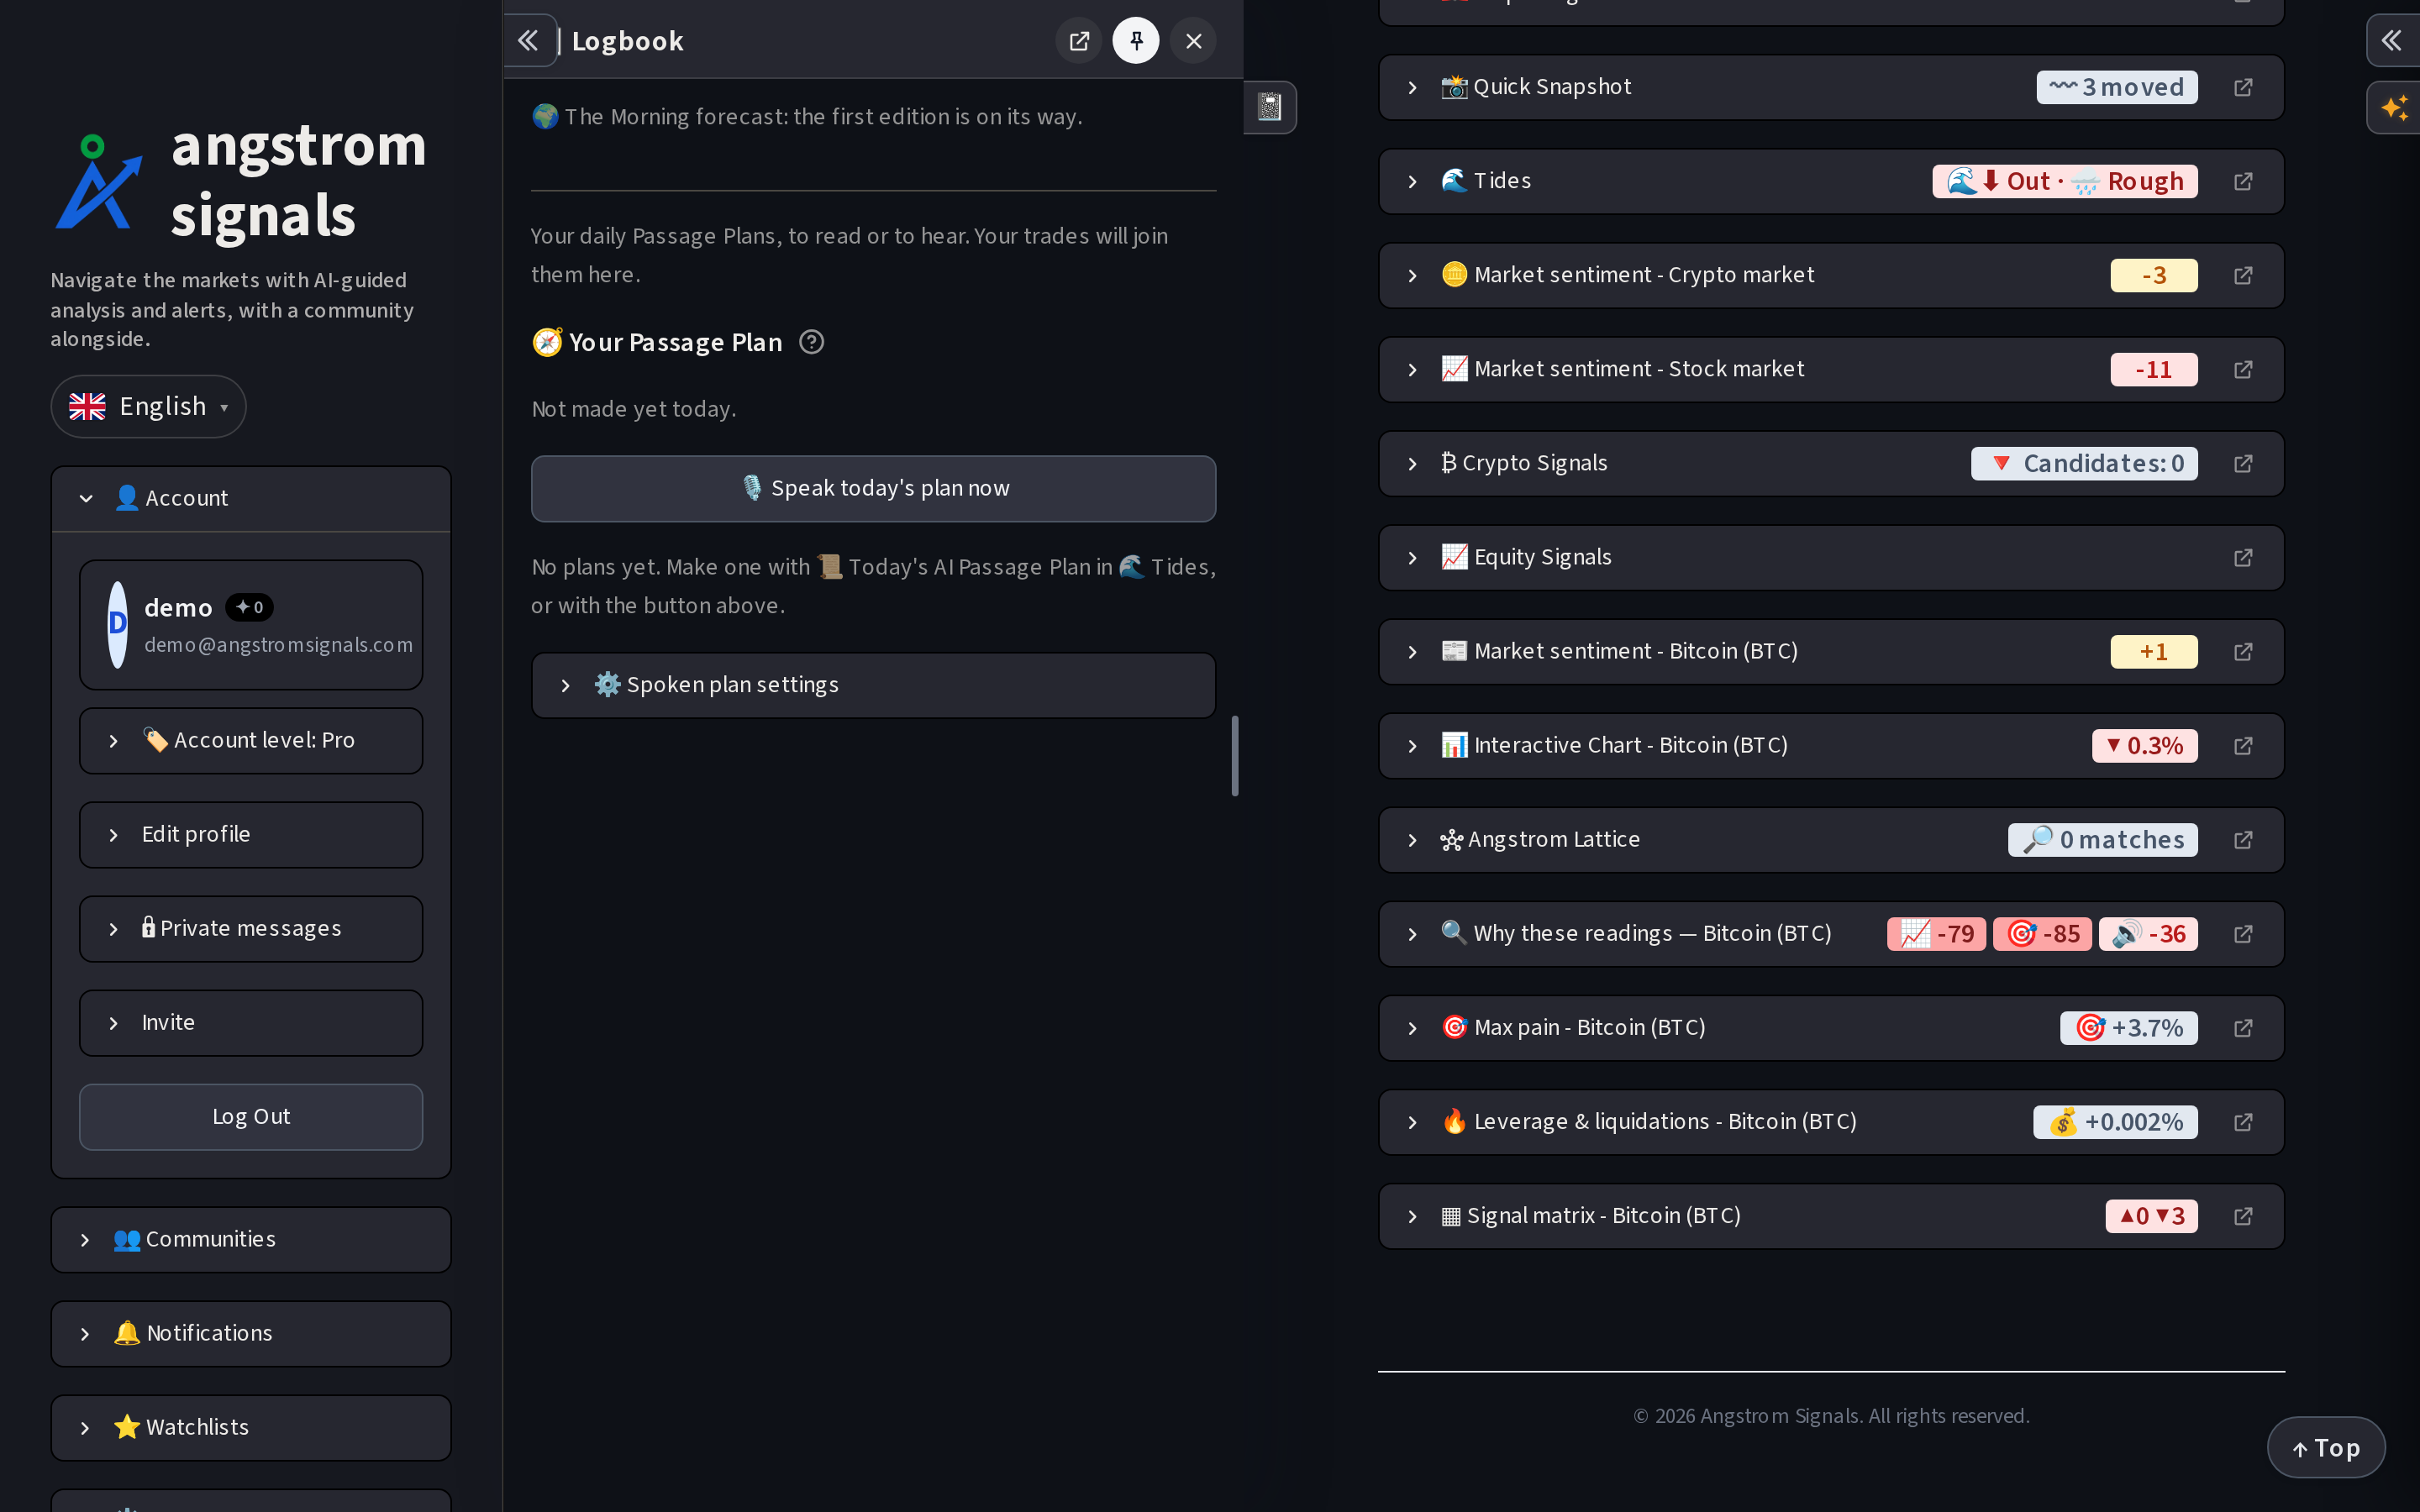 angstrom
signals
Navigate the markets with AI-guided
analysis and alerts, with a community
alongside.
English
Account
D
demo
✦ 0
demo@angstromsignals.com
Account level: Pro
Edit profile
Private messages
Invite
Log Out
Communities
Notifications
Watchlists
Logbook
The Morning forecast: the first edition is on its way.
Your daily Passage Plans, to read or to hear. Your trades will join
them here.
Your Passage Plan
Not made yet today.
Speak today's plan now
No plans yet. Make one with 📜 Today's AI Passage Plan in 🌊 Tides,
or with the button above.
Spoken plan settings
Quick Snapshot
3 moved
Tides
Out · Rough
Market sentiment - Crypto market
-3
Market sentiment - Stock market
-11
₿ Crypto Signals
Candidates: 0
Equity Signals
Market sentiment - Bitcoin (BTC)
+1
Interactive Chart - Bitcoin (BTC)
▼ 0.3%
Angstrom Lattice
0 matches
Why these readings — Bitcoin (BTC)
-79
-85
-36
Max pain - Bitcoin (BTC)
+3.7%
Leverage & liquidations - Bitcoin (BTC)
+0.002%
Signal matrix - Bitcoin (BTC)
▲0 ▼3
© 2026 Angstrom Signals. All rights reserved.
↑ Top